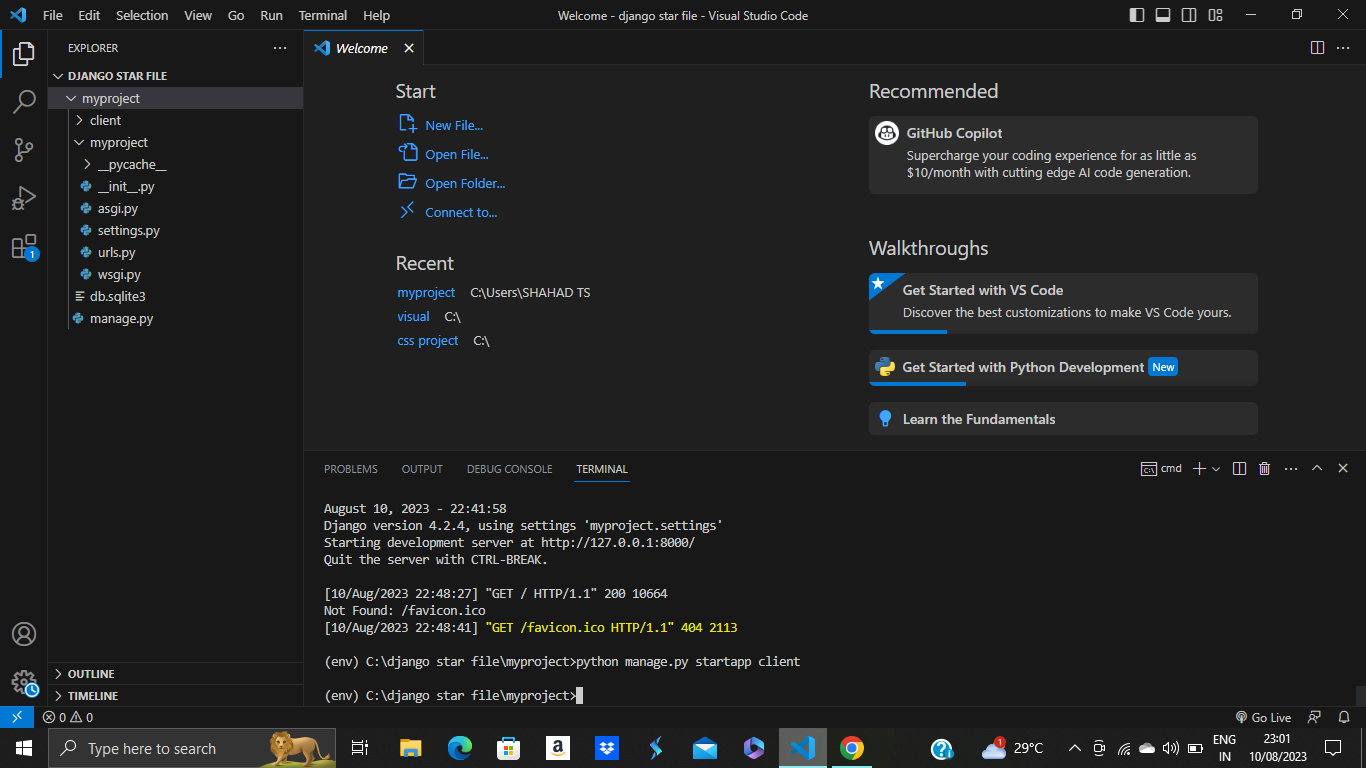 File Edit Selection View Go Run Terminal Help
Welcome - django star file - Visual Studio Code
EXPLORER
DJANGO STAR FILE
myproject
client
myproject
__pycache__
__init__.py
asgi.py
settings.py
urls.py
wsgi.py
db.sqlite3
manage.py
OUTLINE
TIMELINE
1
Welcome
Start
New File...
Open File...
Open Folder...
Connect to...
Recent
myproject C:\Users\SHAHAD TS
visual C:\
css project C:\
Recommended
GitHub Copilot
Supercharge your coding experience for as little as
$10/month with cutting edge AI code generation.
Walkthroughs
Get Started with VS Code
Discover the best customizations to make VS Code yours.
Get Started with Python Development New
Learn the Fundamentals
PROBLEMS OUTPUT DEBUG CONSOLE TERMINAL
cmd
August 10, 2023 - 22:41:58
Django version 4.2.4, using settings 'myproject.settings'
Starting development server at http://127.0.0.1:8000/
Quit the server with CTRL-BREAK.
[10/Aug/2023 22:48:27] "GET / HTTP/1.1" 200 10664
Not Found: /favicon.ico
[10/Aug/2023 22:48:41] "GET /favicon.ico HTTP/1.1" 404 2113
(env) C:\django star file\myproject>python manage.py startapp client
(env) C:\django star file\myproject>
0 0
Go Live
Type here to search
1
29°C
ENG
IN
23:01
10/08/2023